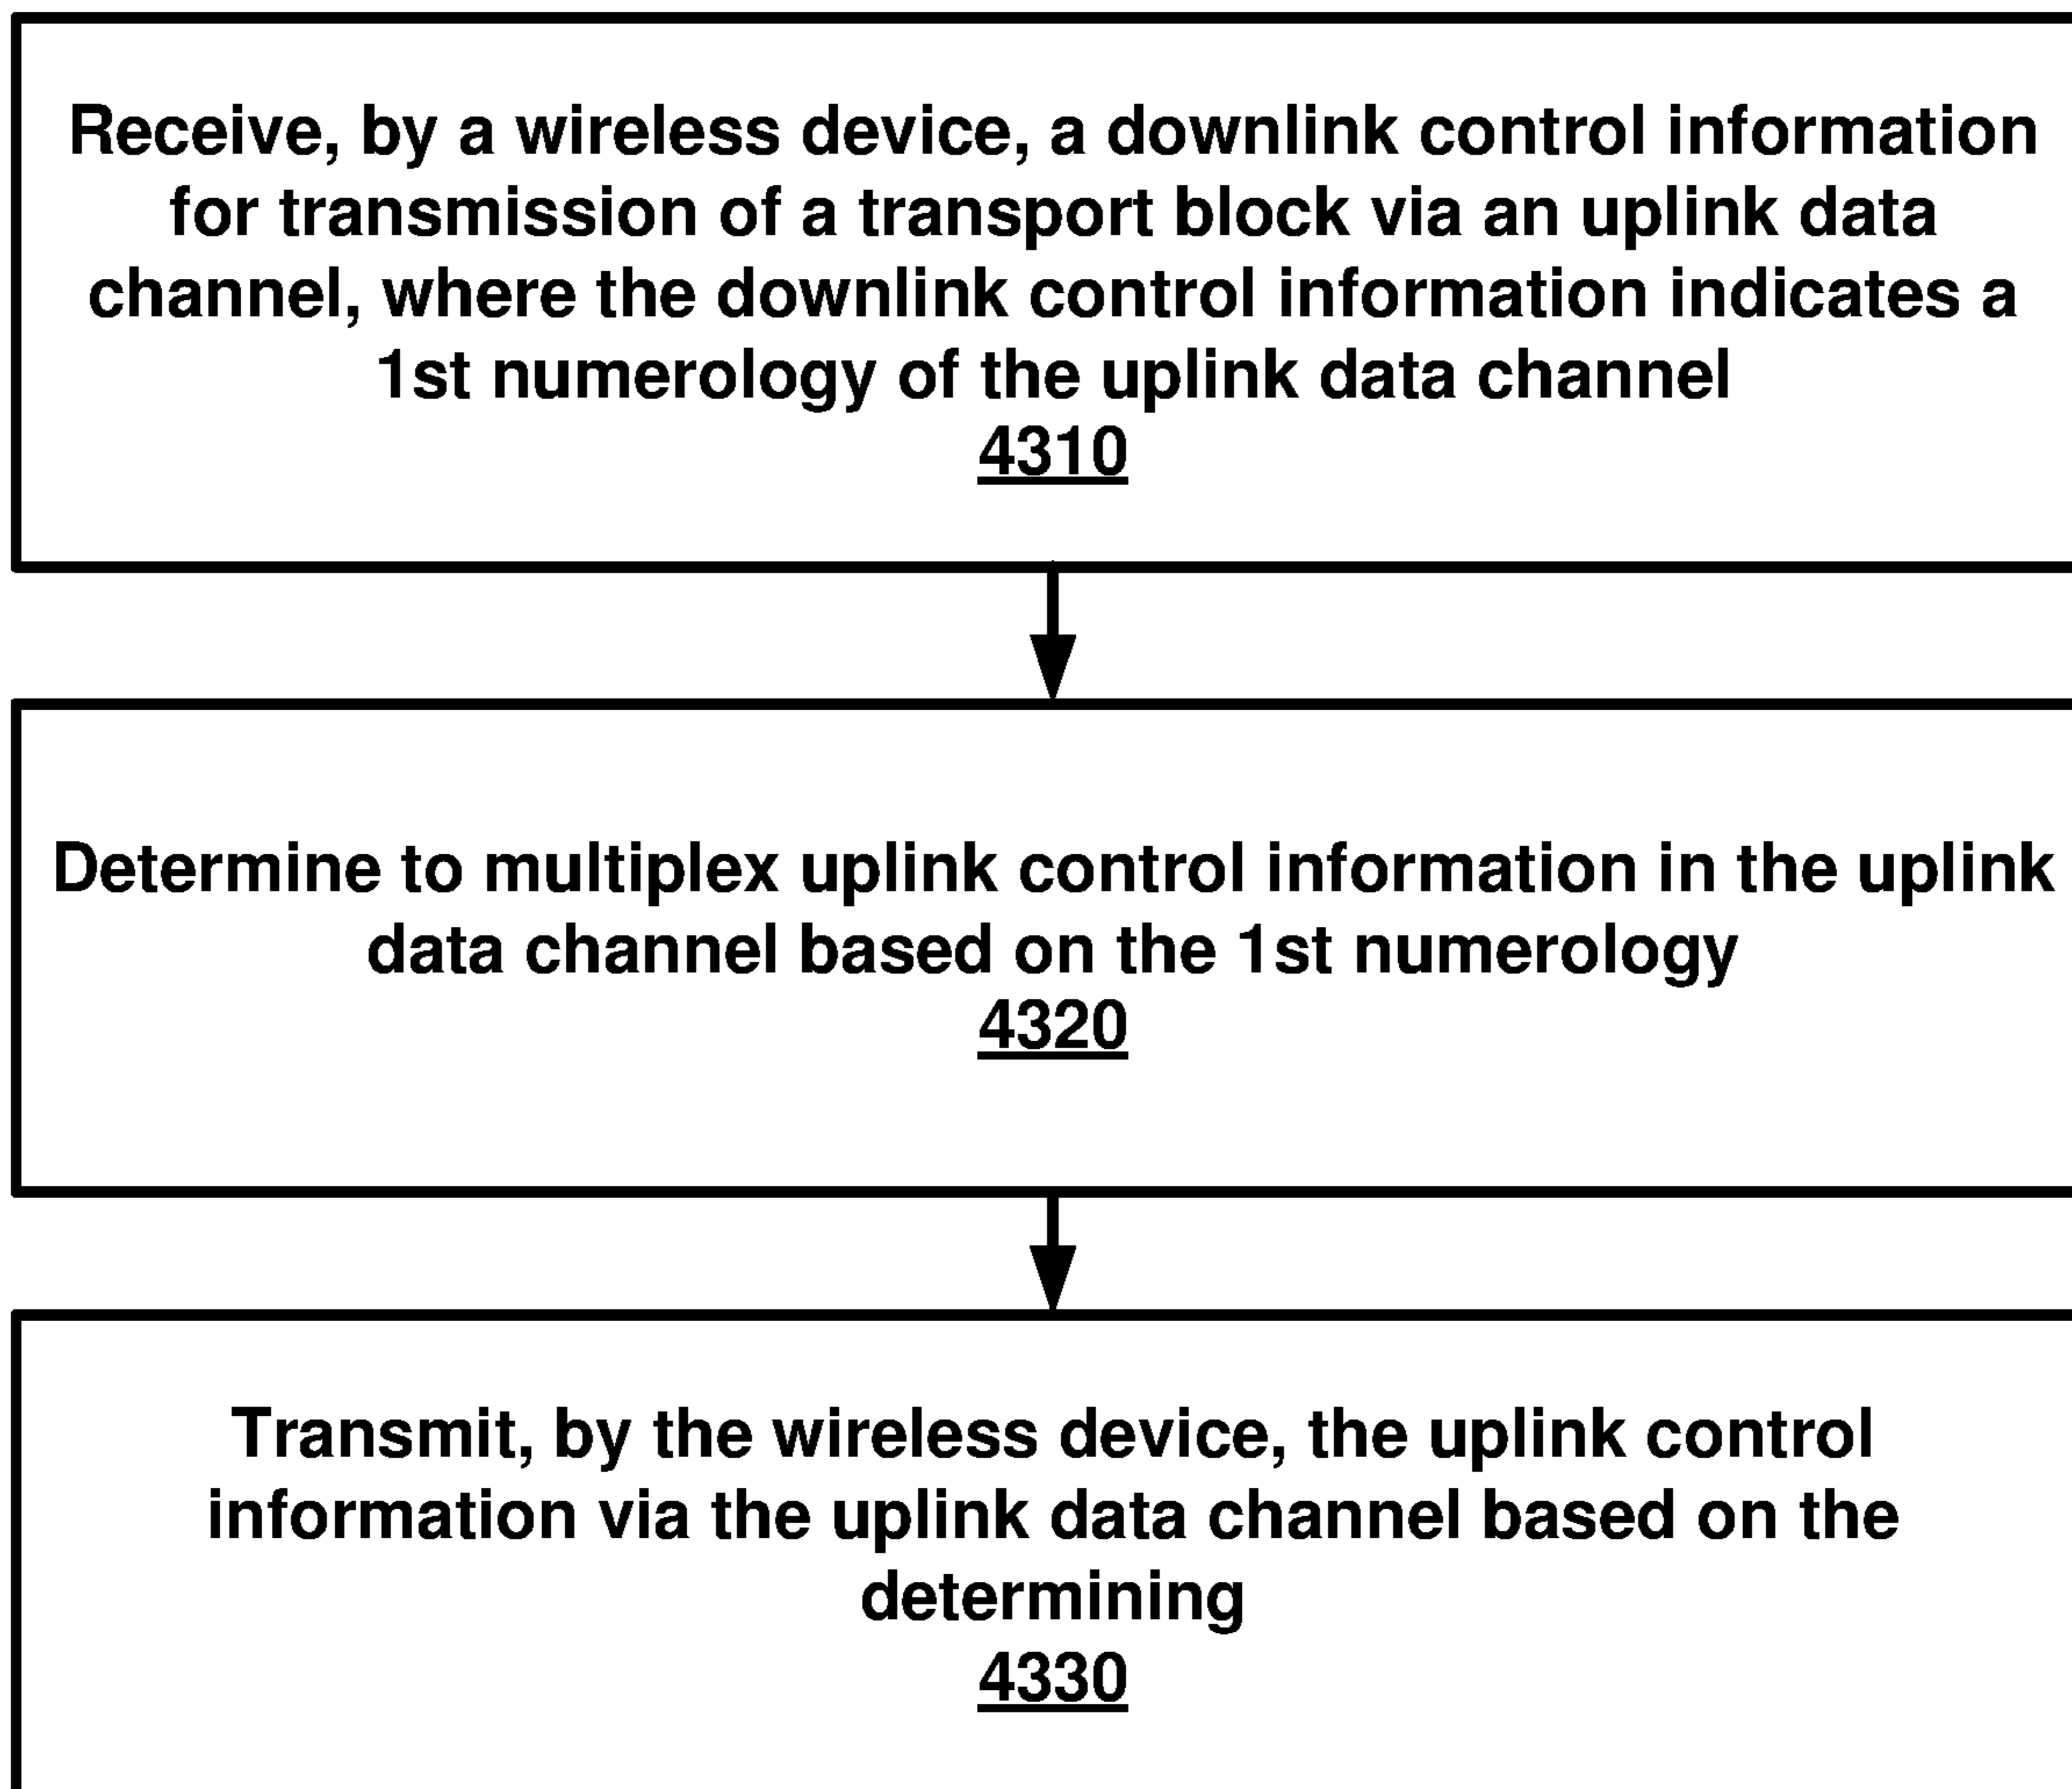 Receive, by a wireless device, a downlink control information
for transmission of a transport block via an uplink data
channel, where the downlink control information indicates a
1st numerology of the uplink data channel
4310
Determine to multiplex uplink control information in the uplink
data channel based on the 1st numerology
4320
Transmit, by the wireless device, the uplink control
information via the uplink data channel based on the
determining
4330